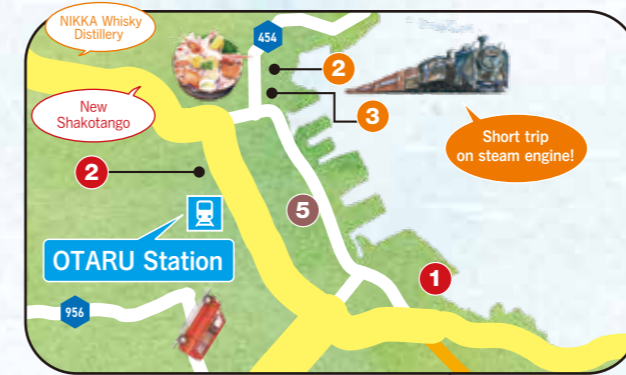 NIKKA Whisky
Distillery
454
2
New
Shakotango
3
Short trip
on steam engine!
2
5
OTARU Station
1
956